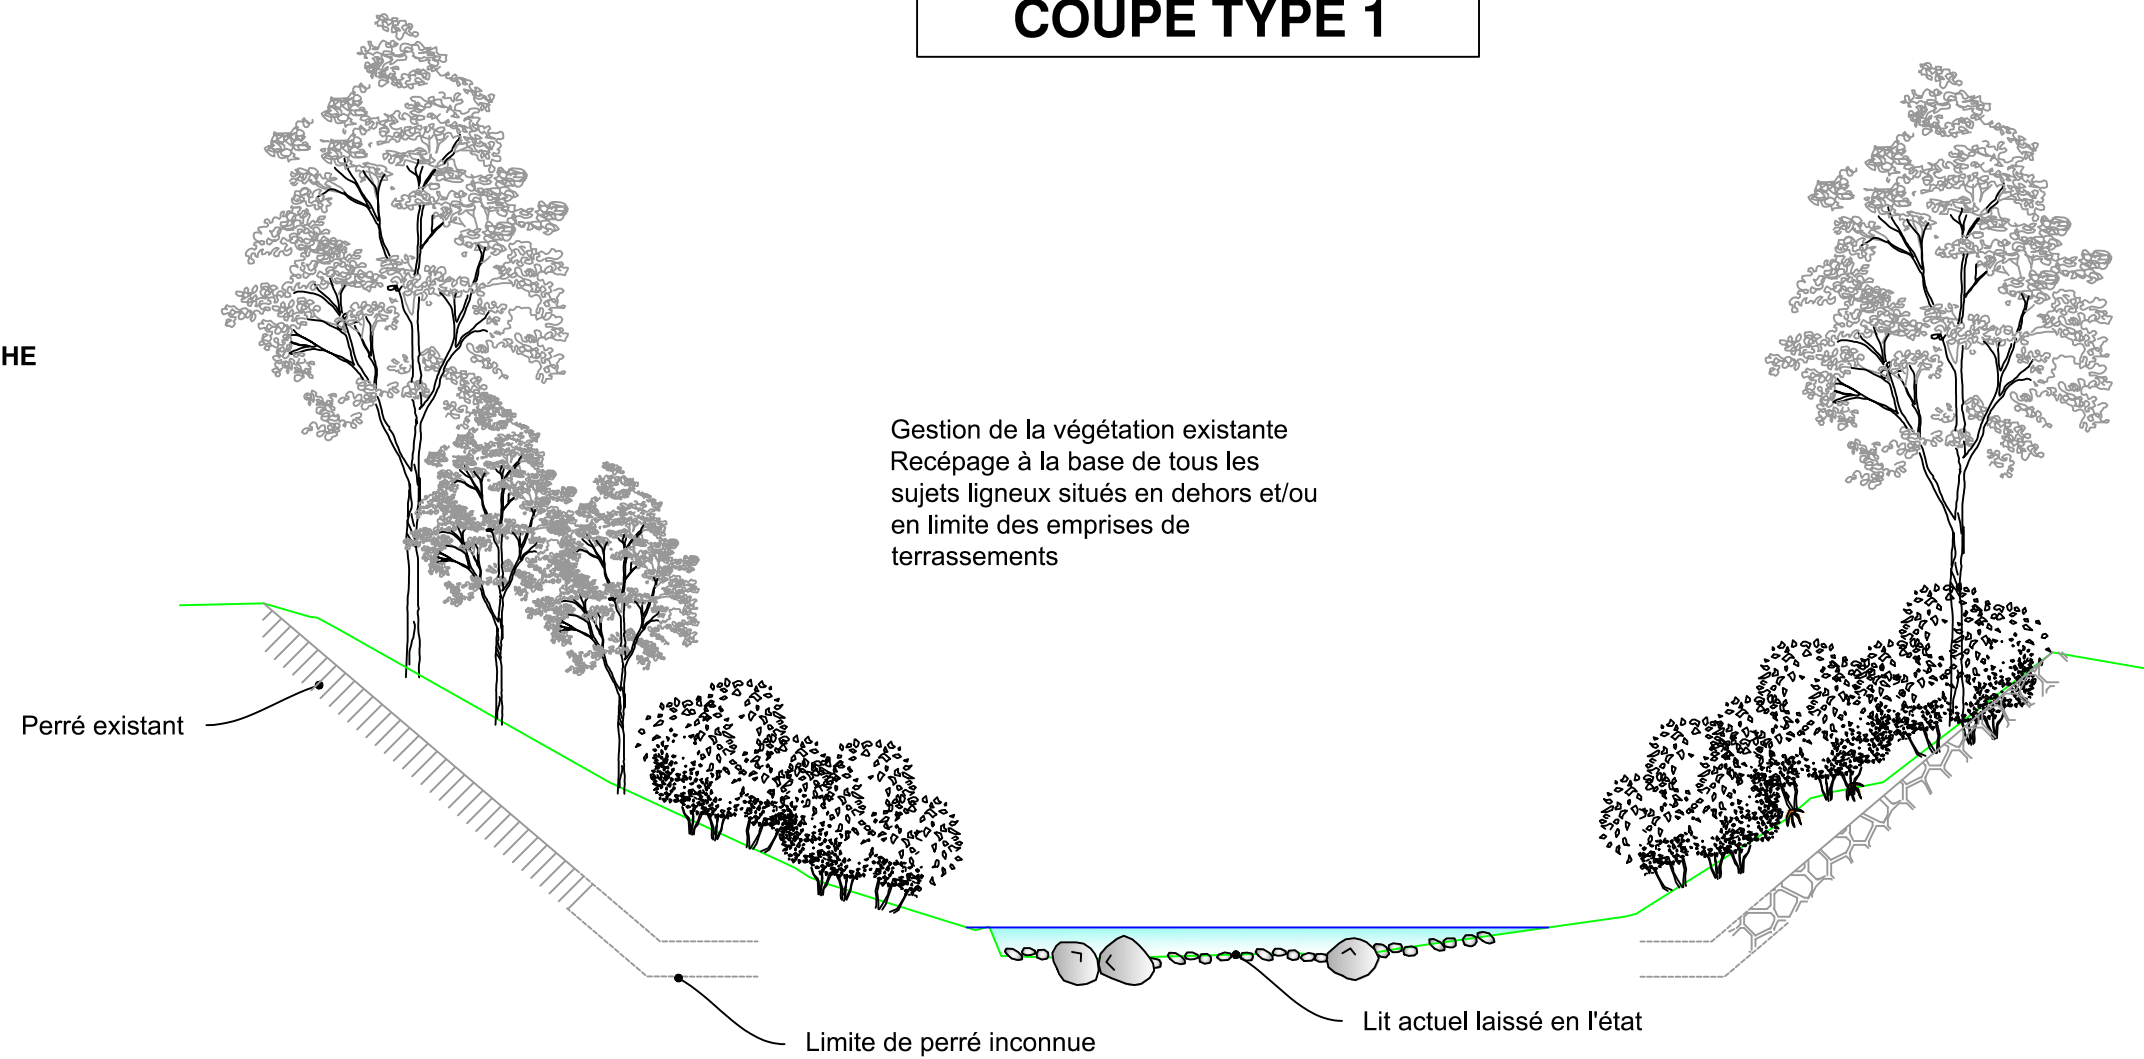 COUPE TYPE 1
HE
Gestion de la végétation existante
Recépage à la base de tous les
sujets ligneux situés en dehors et/ou
en limite des emprises de
terrassements
Perré existant
Lit actuel laissé en l'état
Limite de perré inconnue